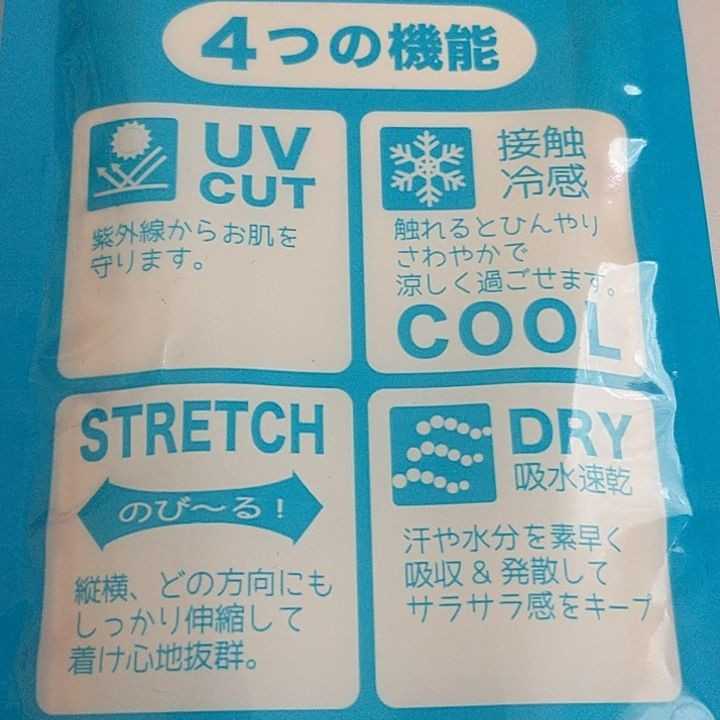 4つの機能
UV
CUT
紫外線からお肌を
守ります。
接触
冷感
触れるとひんやり
さわやかで
涼しく過ごせます。
COOL
STRETCH
のび～る!
縦横、どの方向にも
しっかり伸縮して
着け心地抜群。
DRY
吸水速乾
汗や水分を素早く
吸収&発散して
サラサラ感をキープ